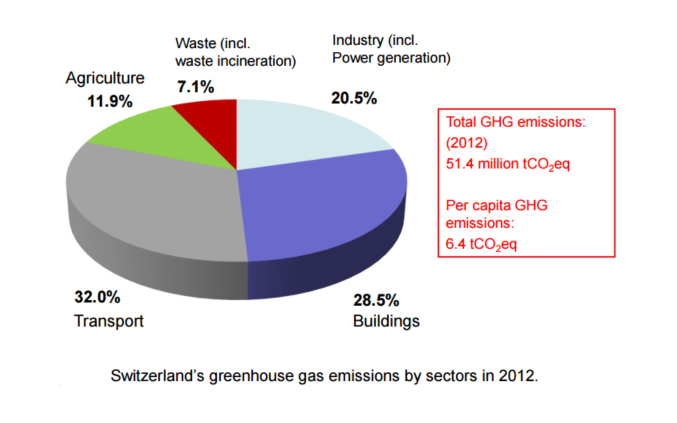 Waste (incl.
waste incineration)
7.1%
Industry (incl.
Power generation)
20.5%
Agriculture
11.9%
Total GHG emissions:
(2012)
51.4 million tCO₂eq
Per capita GHG
emissions:
6.4 tCO₂eq
32.0%
Transport
28.5%
Buildings
Switzerland's greenhouse gas emissions by sectors in 2012.